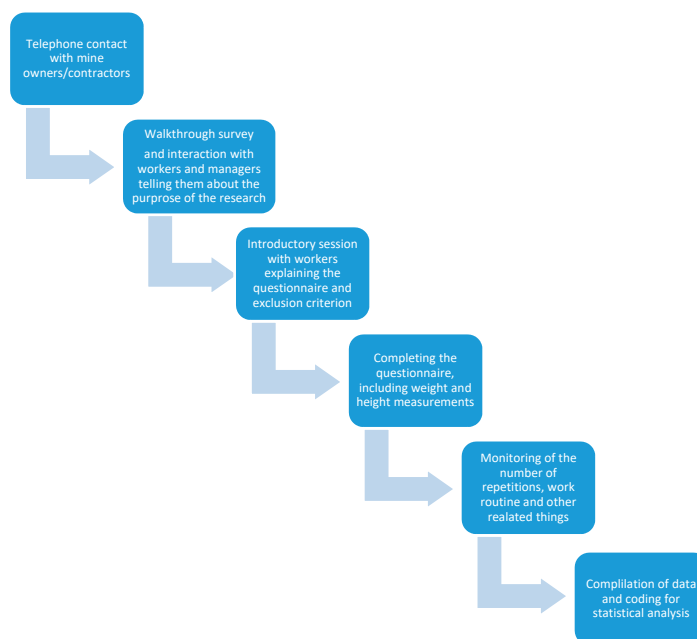 Telephone contact
with mine
owners/contractors
Walkthrough survey
and interaction with
workers and managers
telling them about the
purprose of the research
Introductory session
with workers
explaining the
questionnaire and
exclusion criterion
Completing the
questionnaire,
including weight and
height measurements
Monitoring of the
number of
repetitions, work
routine and other
realated things
Complilation of data
and coding for
statistical analysis